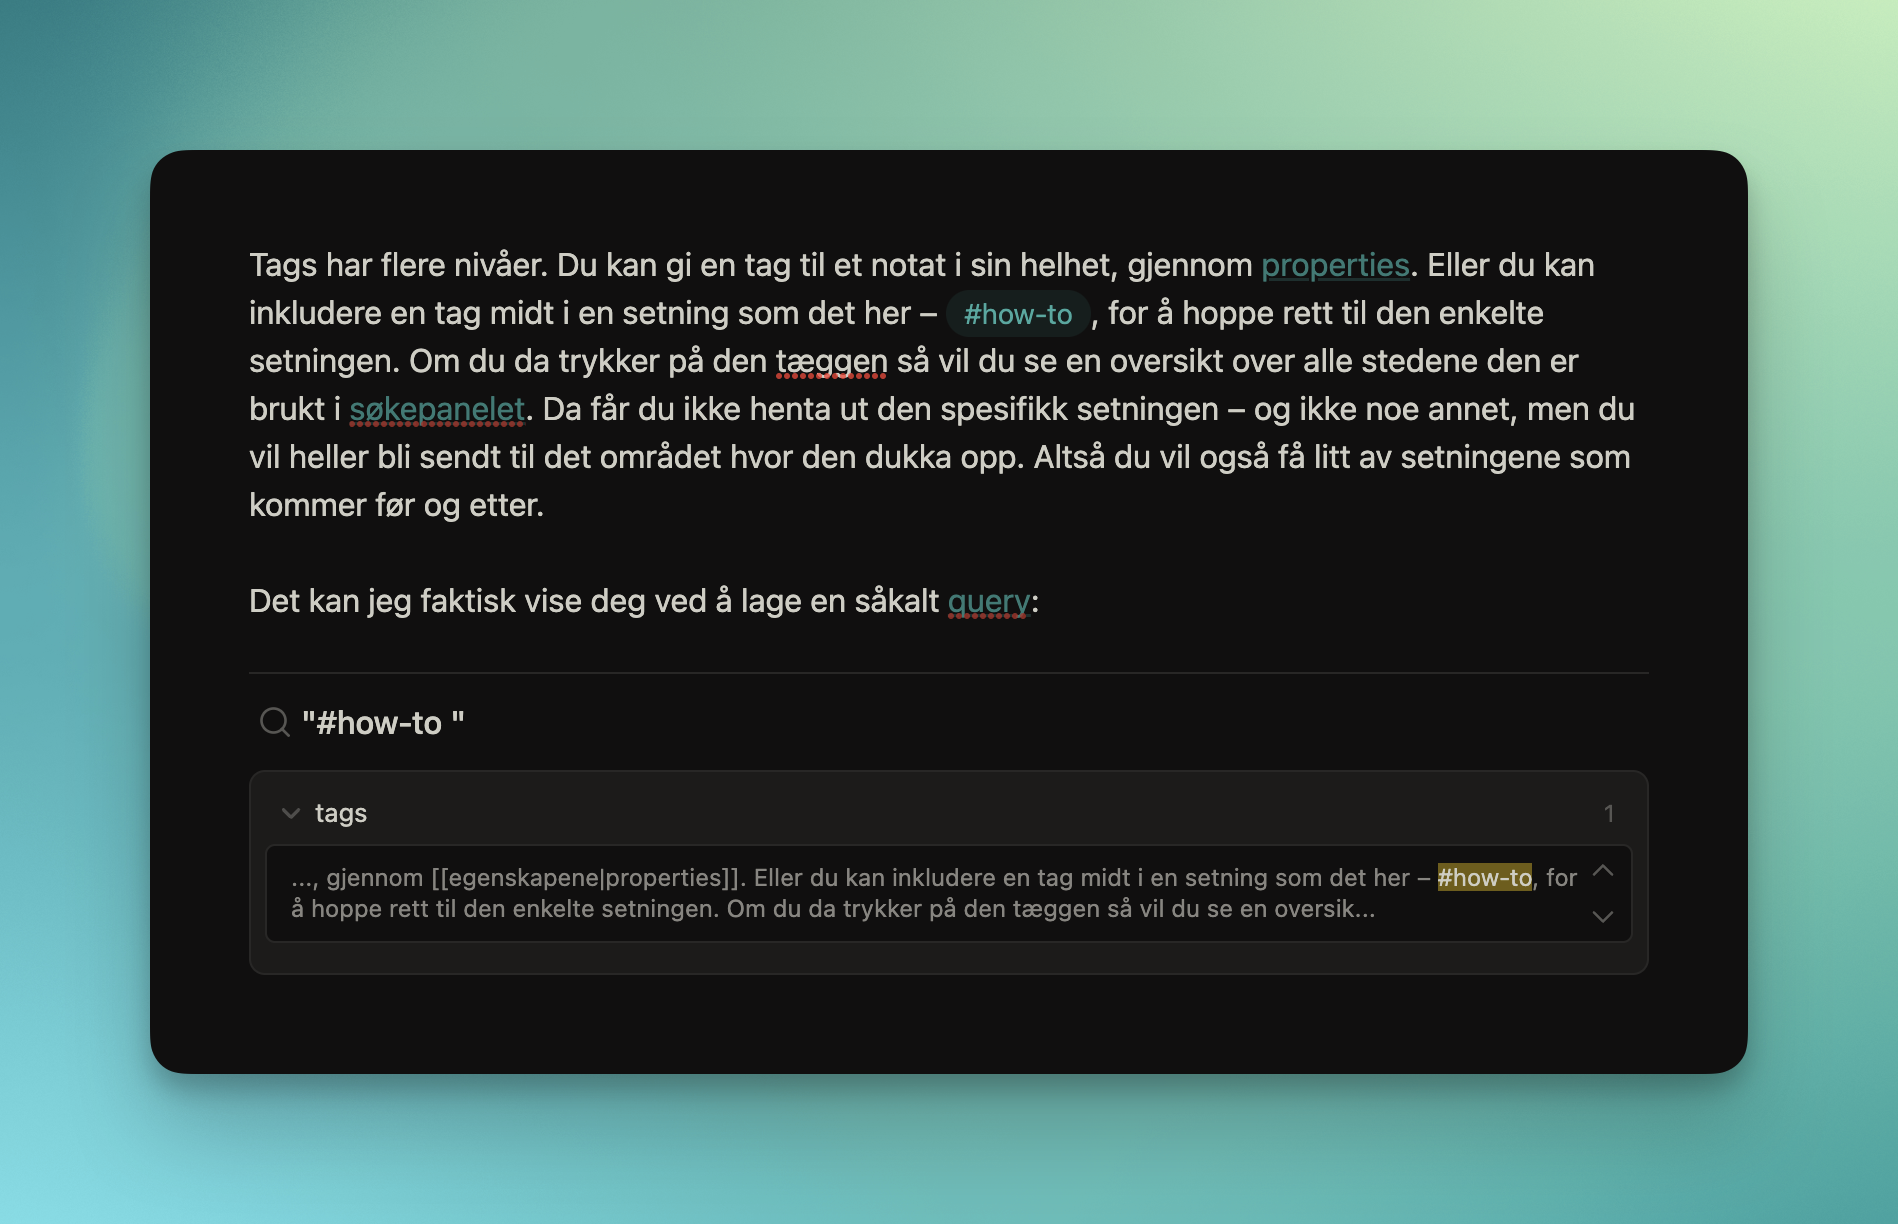 Tags har flere nivåer. Du kan gi en tag til et notat i sin helhet, gjennom properties. Eller du kan
inkludere en tag midt i en setning som det her – #how-to, for å hoppe rett til den enkelte
setningen. Om du da trykker på den tæggen så vil du se en oversikt over alle stedene den er
brukt i søkepanelet. Da får du ikke henta ut den spesifikk setningen – og ikke noe annet, men du
vil heller bli sendt til det området hvor den dukka opp. Altså du vil også få litt av setningene som
kommer før og etter.
Det kan jeg faktisk vise deg ved å lage en såkalt query:
"#how-to "
tags 1
..., gjennom [[egenskapene|properties]]. Eller du kan inkludere en tag midt i en setning som det her – #how-to, for
å hoppe rett til den enkelte setningen. Om du da trykker på den tæggen så vil du se en oversik...